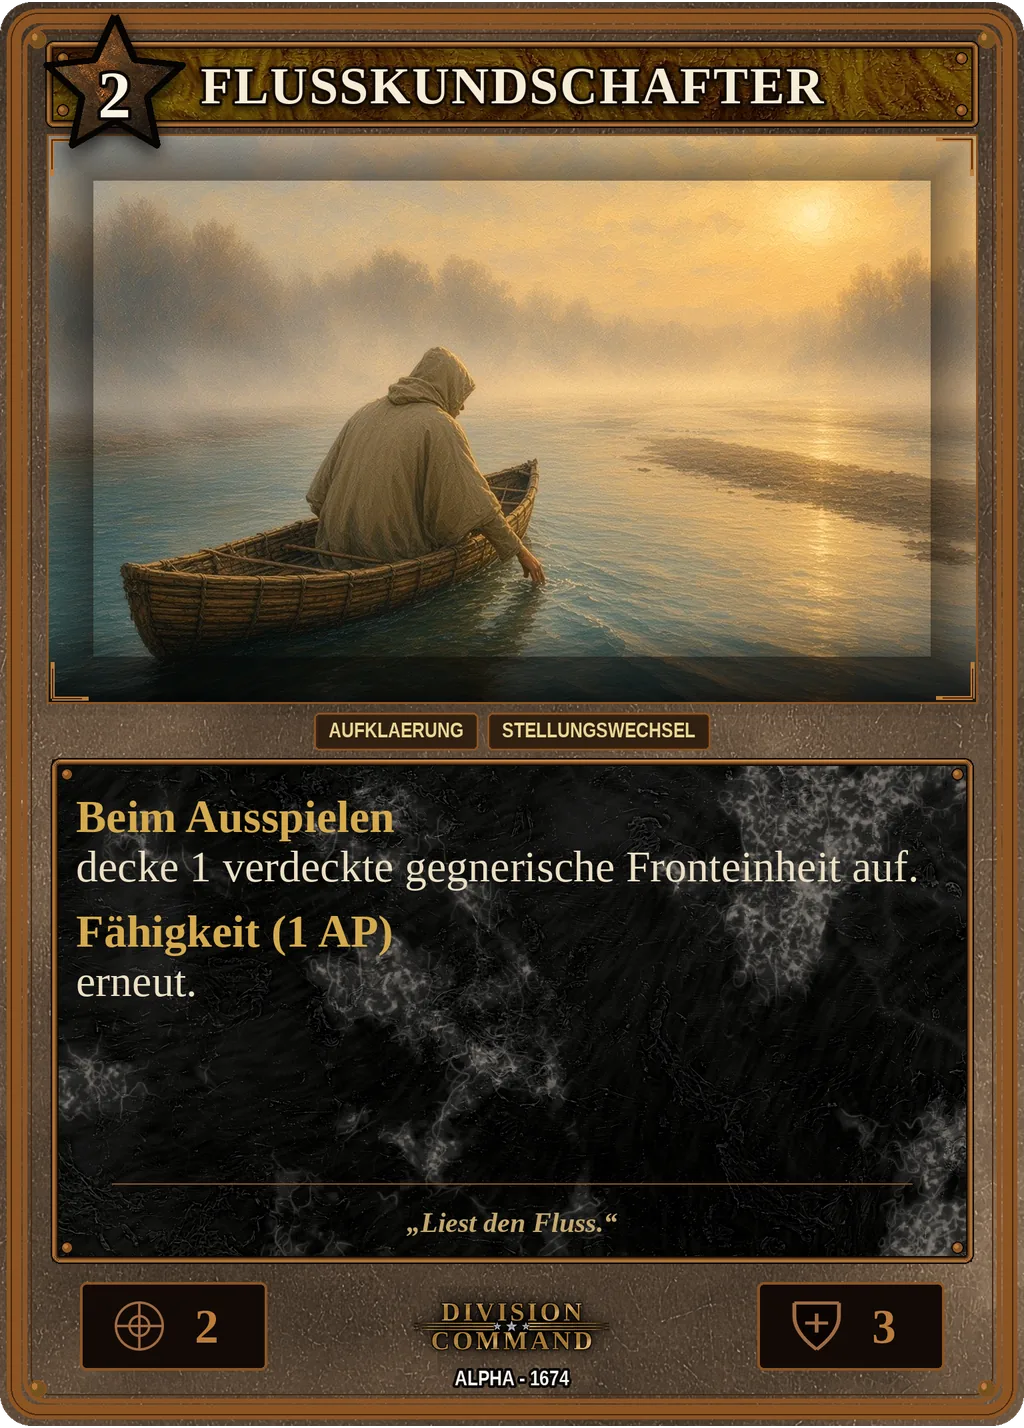 2
FLUSSKUNDSCHAFTER
AUFKLAERUNG
STELLUNGSWECHSEL
Beim Ausspielen
decke 1 verdeckte gegnerische Fronteinheit auf.
Fähigkeit (1 AP)
erneut.
„Liest den Fluss.“
2
DIVISION
COMMAND
3
ALPHA - 1674